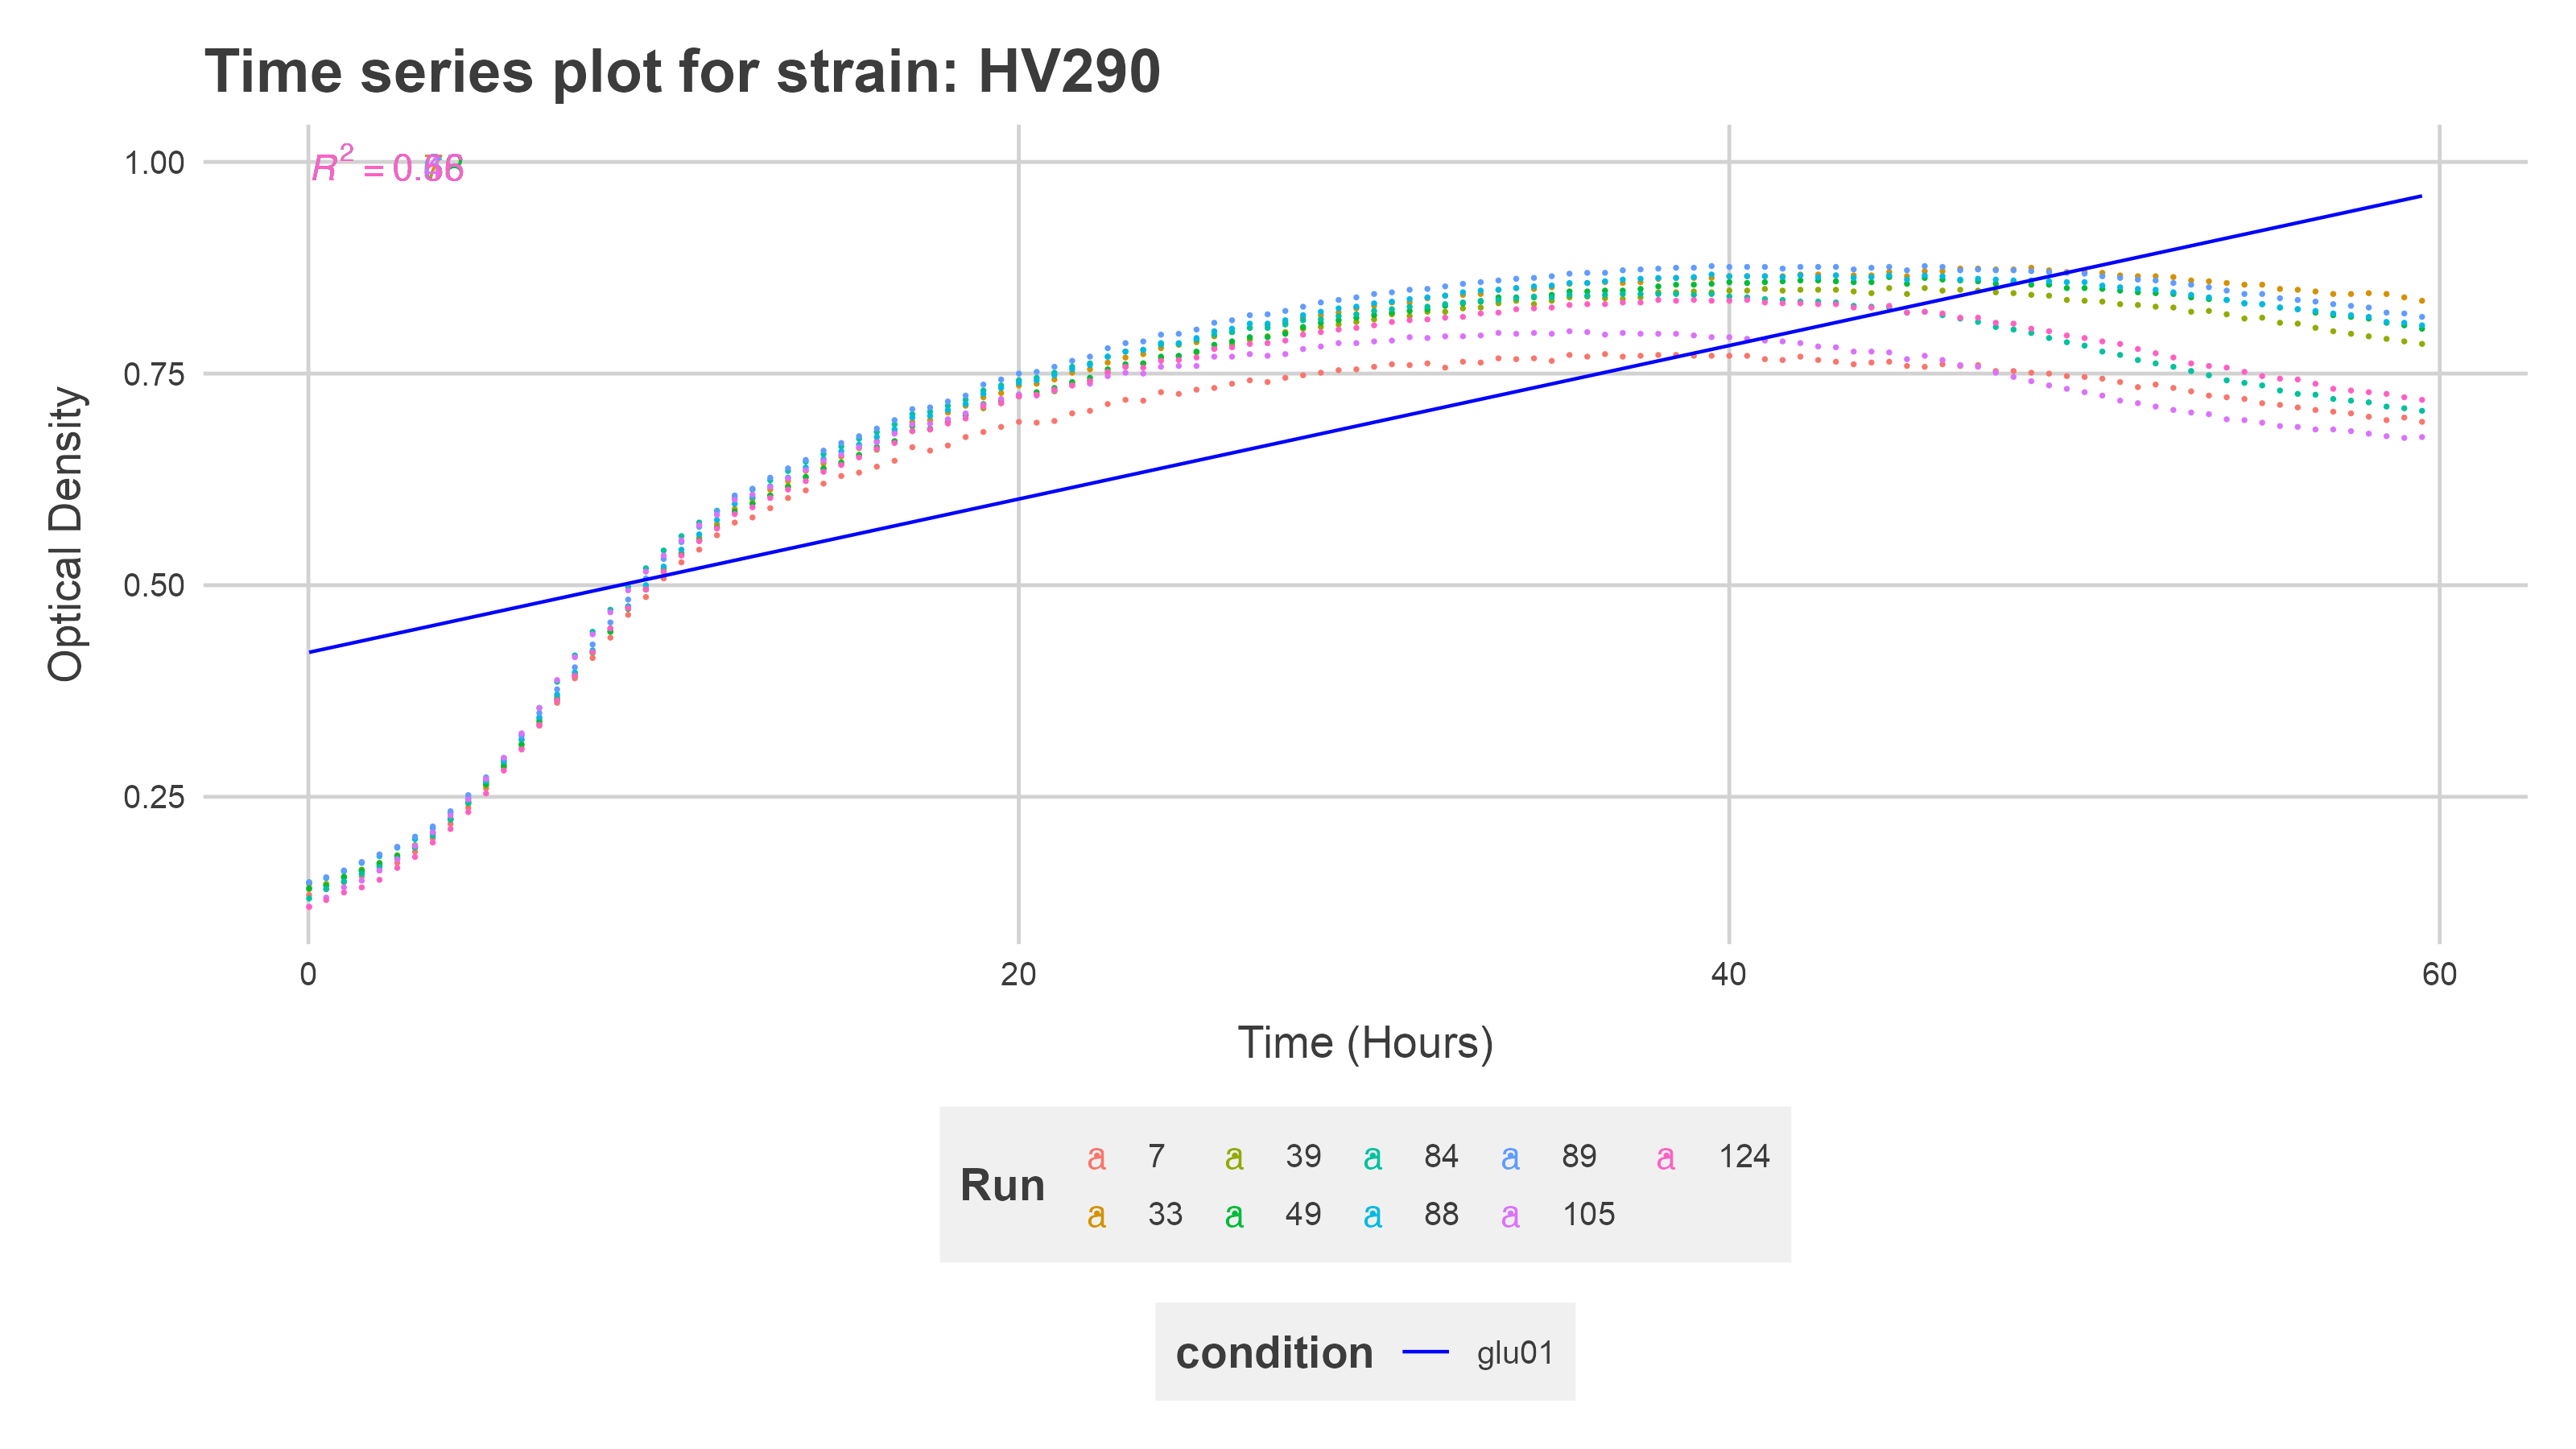 Time series plot for strain: HV290
1.00
0.75
0.50
0.25
Optical Density
0 20 40 60
Time (Hours)
Run
a 7 a 39 a 84 a 89 a 124
a 33 a 49 a 88 a 105
condition glu01